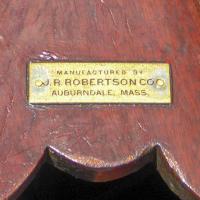 MANUFACTURED BY
J.R. ROBERTSON CO.
AUBURNDALE, MASS.